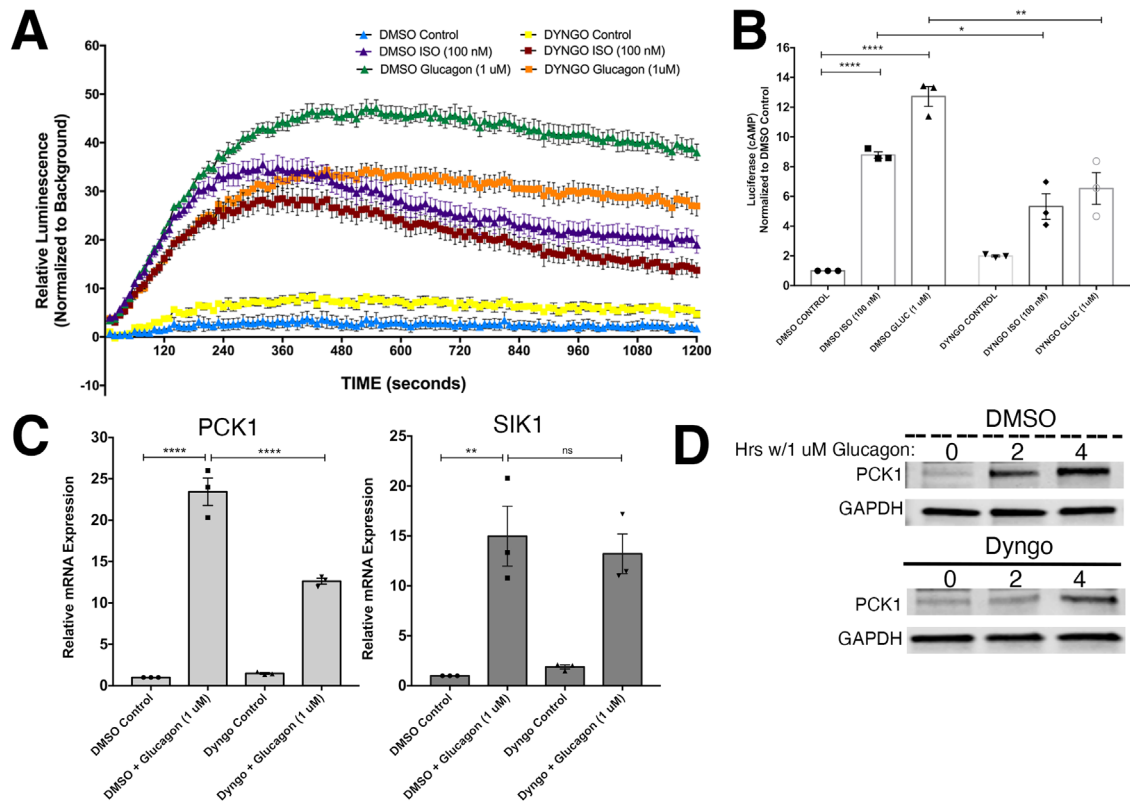 A
DMSO Control
DMSO ISO (100 nM)
DMSO Glucagon (1 uM)
DYNGO Control
DYNGO ISO (100 nM)
DYNGO Glucagon (1uM)
Relative Luminescence
(Normalized to Background)
60
50
40
30
20
10
0
-10
120 240 360 480 600 720 840 960 1080 1200
TIME (seconds)
B
**
*
****
****
Luciferase (cAMP)
Normalized to DMSO Control
16
14
12
10
8
6
4
2
0
DMSO CONTROL
DMSO ISO (100 nM)
DMSO GLUC (1 uM)
DYNGO CONTROL
DYNGO ISO (100 nM)
DYNGO GLUC (1uM)
C
PCK1
**** ****
Relative mRNA Expression
30
25
20
15
10
5
0
DMSO Control
DMSO + Glucagon (1 uM)
Dyngo Control
Dyngo + Glucagon (1 uM)
SIK1
** ns
Relative mRNA Expression
25
20
15
10
5
0
DMSO Control
DMSO + Glucagon (1 uM)
Dyngo Control
Dyngo + Glucagon (1 uM)
D
DMSO
Hrs w/1 uM Glucagon: 0 2 4
PCK1
GAPDH
Dyngo
0 2 4
PCK1
GAPDH